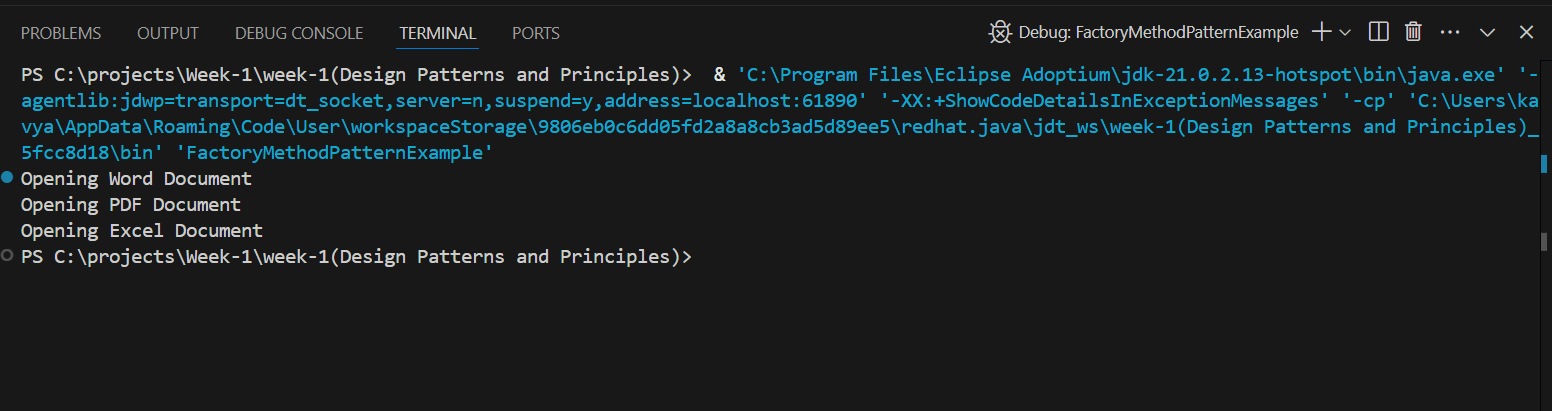 PROBLEMS OUTPUT DEBUG CONSOLE TERMINAL PORTS Debug: FactoryMethodPatternExample
PS C:\projects\Week-1\week-1(Design Patterns and Principles)>  & 'C:\Program Files\Eclipse Adoptium\jdk-21.0.2.13-hotspot\bin\java.exe' '-
agentlib:jdwp=transport=dt_socket,server=n,suspend=y,address=localhost:61890' '-XX:+ShowCodeDetailsInExceptionMessages' '-cp' 'C:\Users\ka
vya\AppData\Roaming\Code\User\workspaceStorage\9806eb0c6dd05fd2a8a8cb3ad5d89ee5\redhat.java\jdt_ws\week-1(Design Patterns and Principles)_
5fcc8d18\bin' 'FactoryMethodPatternExample'
Opening Word Document
Opening PDF Document
Opening Excel Document
PS C:\projects\Week-1\week-1(Design Patterns and Principles)>